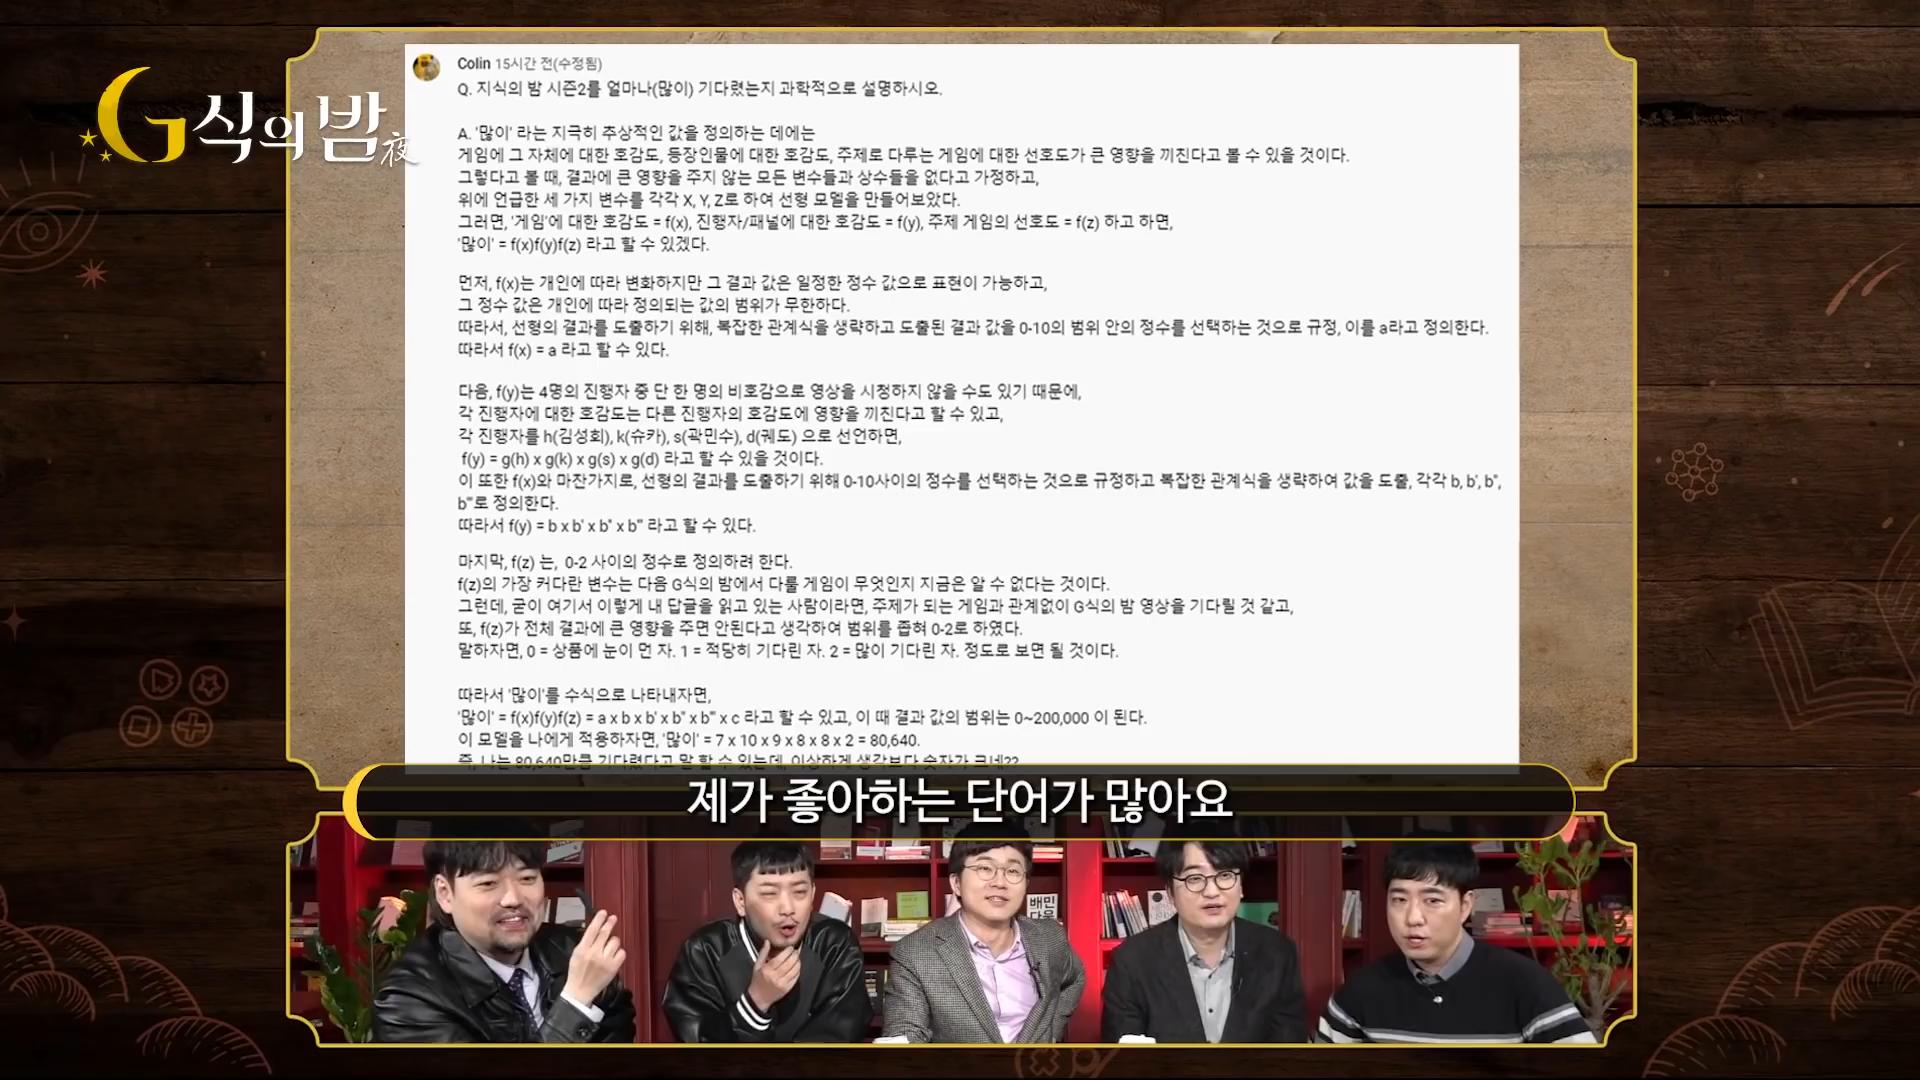 G식의 밤 夜
Colin 15시간 전(수정됨)
Q. 지식의 밤 시즌2를 얼마나(많이) 기다렸는지 과학적으로 설명하시오.
A. '많이' 라는 지극히 추상적인 값을 정의하는 데에는
게임에 그 자체에 대한 호감도, 등장인물에 대한 호감도, 주제로 다루는 게임에 대한 선호도가 큰 영향을 끼친다고 볼 수 있을 것이다.
그렇다고 볼 때, 결과에 큰 영향을 주지 않는 모든 변수들과 상수들을 없다고 가정하고,
위에 언급한 세 가지 변수를 각각 X, Y, Z로 하여 선형 모델을 만들어보았다.
그러면, '게임'에 대한 호감도 = f(x), 진행자/패널에 대한 호감도 = f(y), 주제 게임의 선호도 = f(z) 하고 하면,
'많이' = f(x)f(y)f(z) 라고 할 수 있겠다.
먼저, f(x)는 개인에 따라 변화하지만 그 결과 값은 일정한 정수 값으로 표현이 가능하고,
그 정수 값은 개인에 따라 정의되는 값의 범위가 무한하다.
따라서, 선형의 결과를 도출하기 위해, 복잡한 관계식을 생략하고 도출된 결과 값을 0-10의 범위 안의 정수를 선택하는 것으로 규정, 이를 a라고 정의한다.
따라서 f(x) = a 라고 할 수 있다.
다음, f(y)는 4명의 진행자 중 단 한 명의 비호감으로 영상을 시청하지 않을 수도 있기 때문에,
각 진행자에 대한 호감도는 다른 진행자의 호감도에 영향을 끼친다고 할 수 있고,
각 진행자를 h(김성회), k(슈카), s(곽민수), d(궤도) 으로 선언하면,
f(y) = g(h) x g(k) x g(s) x g(d) 라고 할 수 있을 것이다.
이 또한 f(x)와 마찬가지로, 선형의 결과를 도출하기 위해 0-10사이의 정수를 선택하는 것으로 규정하고 복잡한 관계식을 생략하여 값을 도출, 각각 b, b', b",
b"'로 정의한다.
따라서 f(y) = b x b' x b" x b"' 라고 할 수 있다.
마지막, f(z) 는, 0-2 사이의 정수로 정의하려 한다.
f(z)의 가장 커다란 변수는 다음 G식의 밤에서 다룰 게임이 무엇인지 지금은 알 수 없다는 것이다.
그런데, 굳이 여기서 이렇게 내 답글을 읽고 있는 사람이라면, 주제가 되는 게임과 관계없이 G식의 밤 영상을 기다릴 것 같고,
또, f(z)가 전체 결과에 큰 영향을 주면 안된다고 생각하여 범위를 좁혀 0-2로 하였다.
말하자면, 0 = 상품에 눈이 먼 자. 1 = 적당히 기다린 자. 2 = 많이 기다린 자. 정도로 보면 될 것이다.
따라서 '많이'를 수식으로 나타내자면,
'많이' = f(x)f(y)f(z) = a x b x b' x b" x b"' x c 라고 할 수 있고, 이 때 결과 값의 범위는 0~200,000 이 된다.
이 모델을 나에게 적용하자면, '많이' = 7 x 10 x 9 x 8 x 8 x 2 = 80,640.
즉, 나는 80,640만큼 기다렸다고 말 할 수 있는데, 이상하게 생각보다 숫자가 크네??
제가 좋아하는 단어가 많아요
배민
다움